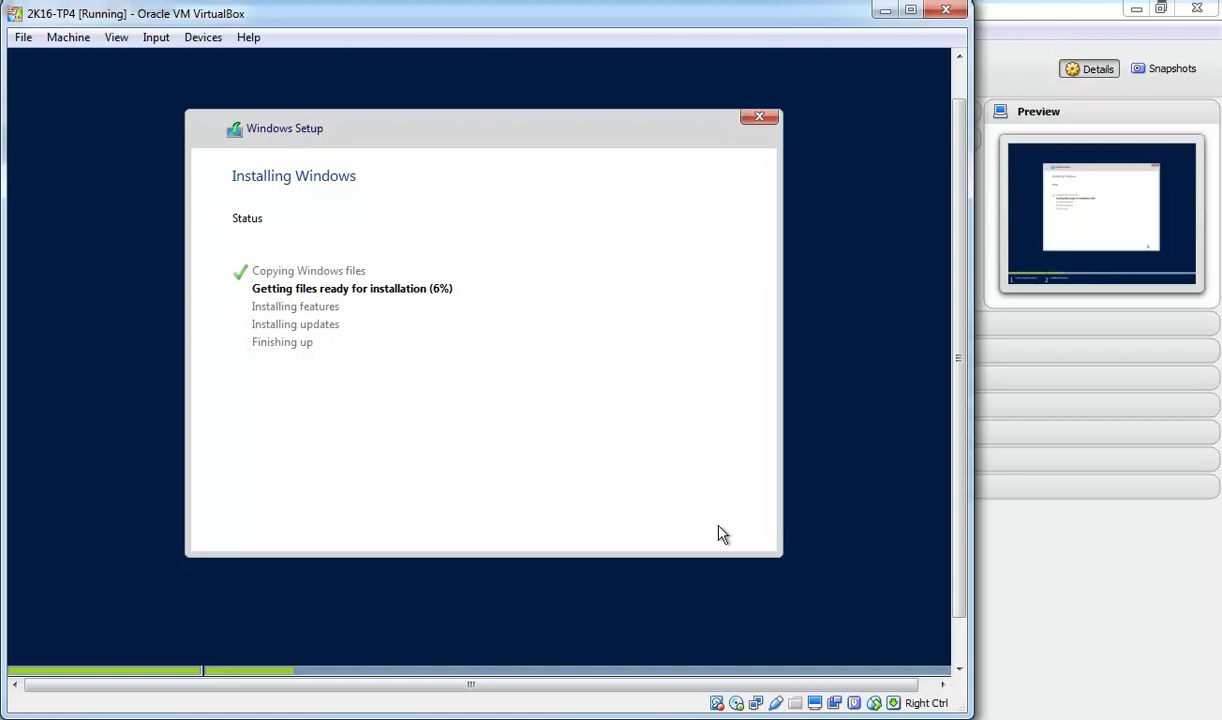 2K16-TP4 [Running] - Oracle VM VirtualBox
File Machine View Input Devices Help
Details Snapshots
Preview
Windows Setup
Installing Windows
Status
Copying Windows files
Getting files ready for installation (6%)
Installing features
Installing updates
Finishing up
Right Ctrl